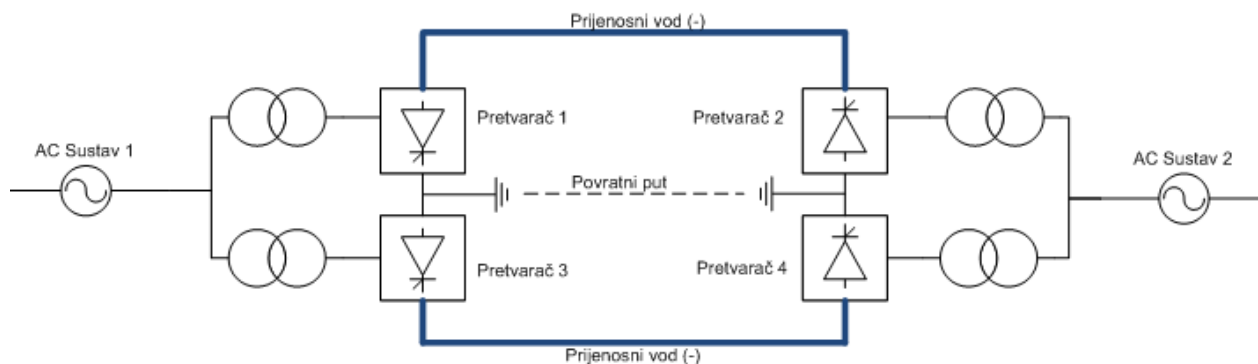 Prijenosni vod (-)
Pretvarač 1
Pretvarač 2
AC Sustav 1
AC Sustav 2
Povratni put
Pretvarač 3
Pretvarač 4
Prijenosni vod (-)